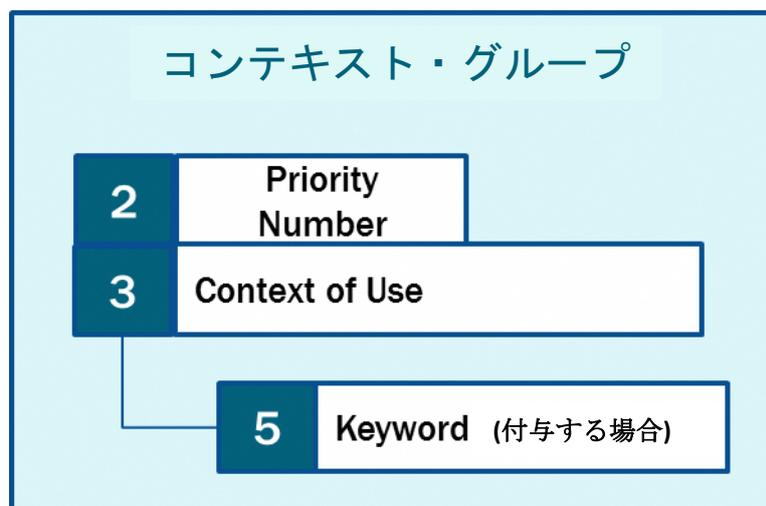 コンテキスト・グループ
2
Priority
Number
3
Context of Use
5
Keyword (付与する場合)